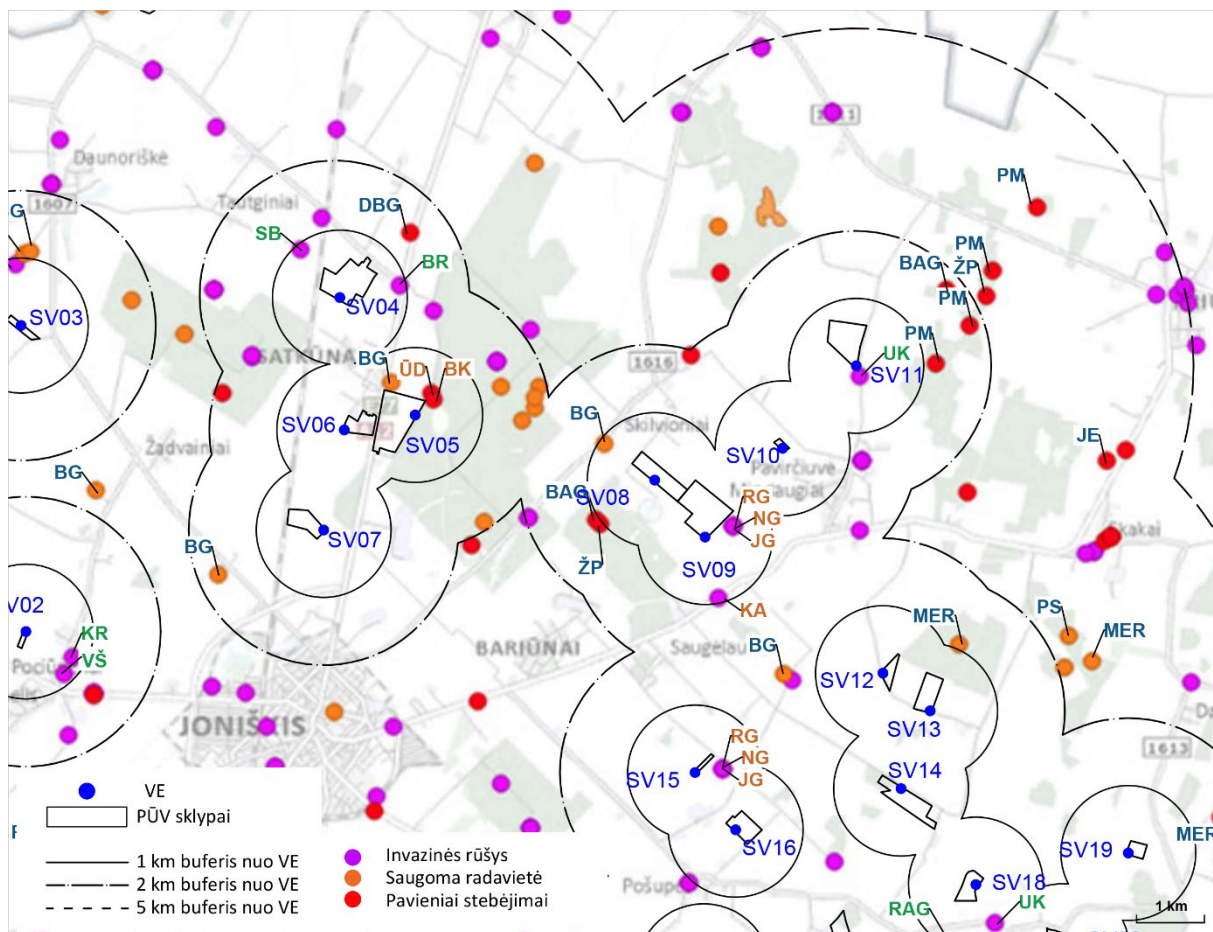 PM
1611
Daunoriškė
1607
Tautginiai
DBG
G
SB
PM
BR
BAG
ŽP
PM
SV04
SV03
SATKŪNAI
1616
PM
UK
SV11
BG
ŪD
BK
SV06
SV05
Skilvioniai
BG
SV10
Žadvainiai
Pavirčiuvė
JE
BG
SV08
BAG
RG
NG
JG
SV07
SV09
Skakai
ŽP
BG
KA
V02
BARIŪNAI
Saugelau
MER
PS
MER
KR
VŠ
BG
SV12
SV13
JONIŠKIS
RG
NG
JG
1613
SV15
SV14
VE
PŪV sklypai
MER
SV16
SV19
1 km buferis nuo VE
2 km buferis nuo VE
5 km buferis nuo VE
Invazinės rūšys
Saugoma radavietė
Pavieniai stebėjimai
Pošupė
SV18
RAG
UK
1 km